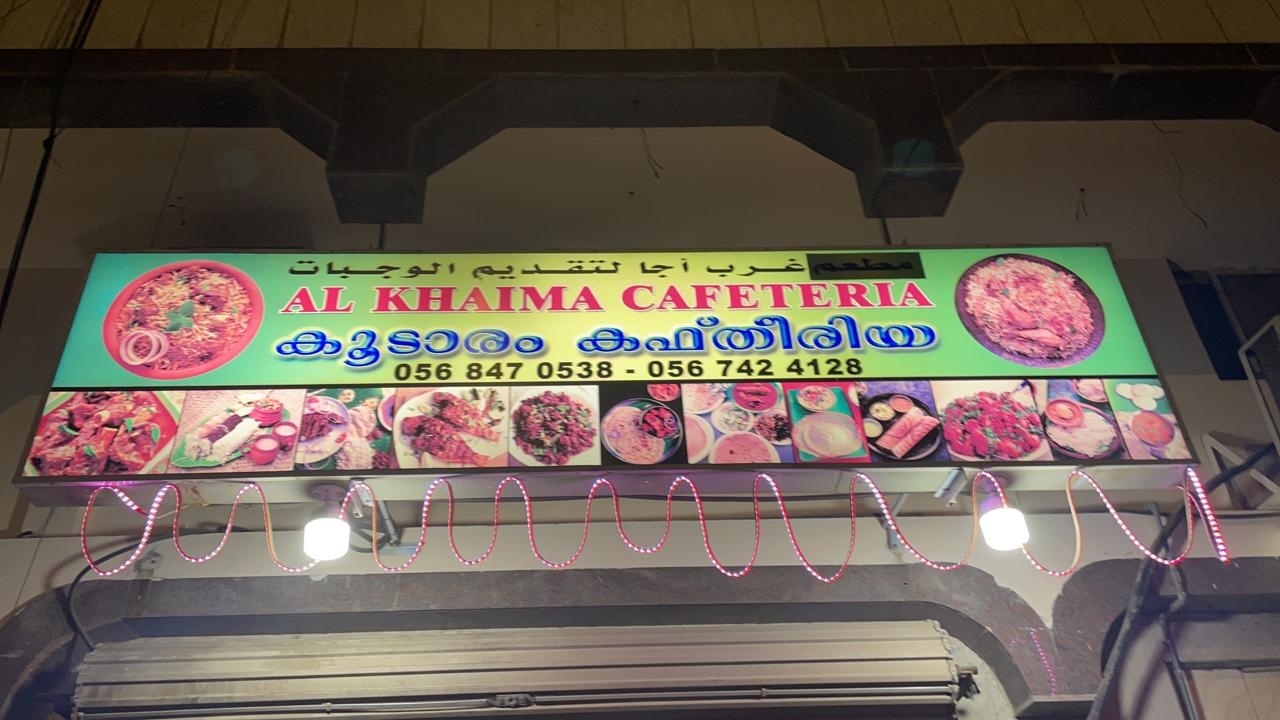 مطعم غرب أجا لتقديم الوجبات
AL KHAIMA CAFETERIA
കൂടാരം കഫ്തീരിയ
056 847 0538 - 056 742 4128